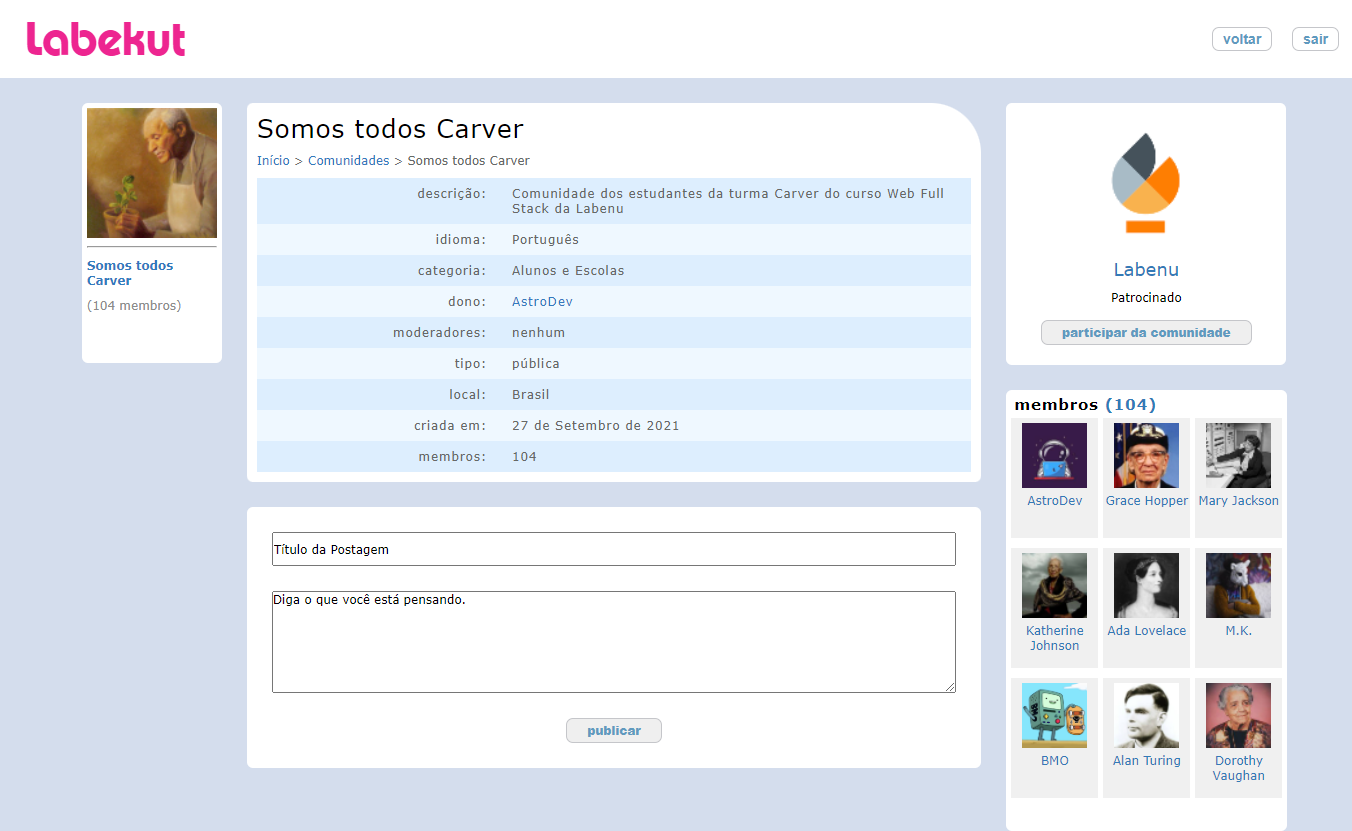 Labekut
voltar
sair
Somos todos
Carver
(104 membros)
Somos todos Carver
Início > Comunidades > Somos todos Carver
descrição: Comunidade dos estudantes da turma Carver do curso Web Full
Stack da Labenu
idioma: Português
categoria: Alunos e Escolas
dono: AstroDev
moderadores: nenhum
tipo: pública
local: Brasil
criada em: 27 de Setembro de 2021
membros: 104
Título da Postagem
Diga o que você está pensando.
publicar
Labenu
Patrocinado
participar da comunidade
membros (104)
AstroDev
Grace Hopper
Mary Jackson
Katherine
Johnson
Ada Lovelace
M.K.
BMO
Alan Turing
Dorothy
Vaughan